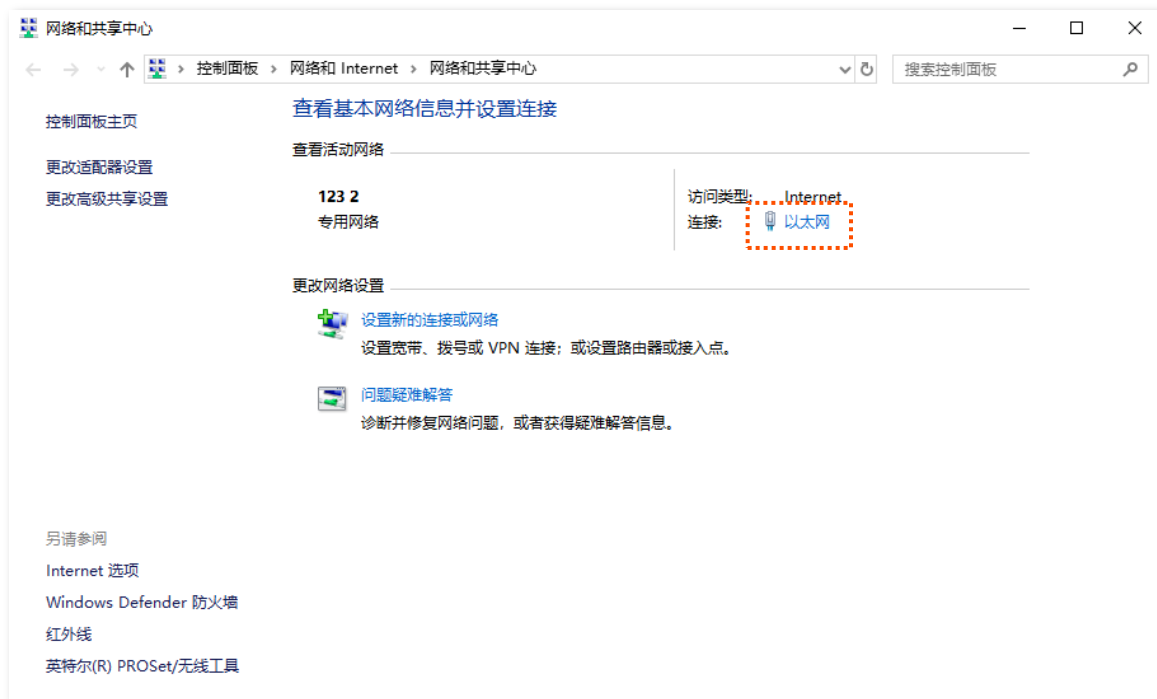 网络和共享中心
控制面板 > 网络和 Internet > 网络和共享中心
搜索控制面板
控制面板主页
更改适配器设置
更改高级共享设置
查看基本网络信息并设置连接
查看活动网络
123 2
专用网络
访问类型: Internet
连接: 以太网
更改网络设置
设置新的连接或网络
设置宽带、拨号或 VPN 连接；或设置路由器或接入点。
问题疑难解答
诊断并修复网络问题，或者获得疑难解答信息。
另请参阅
Internet 选项
Windows Defender 防火墙
红外线
英特尔(R) PROSet/无线工具